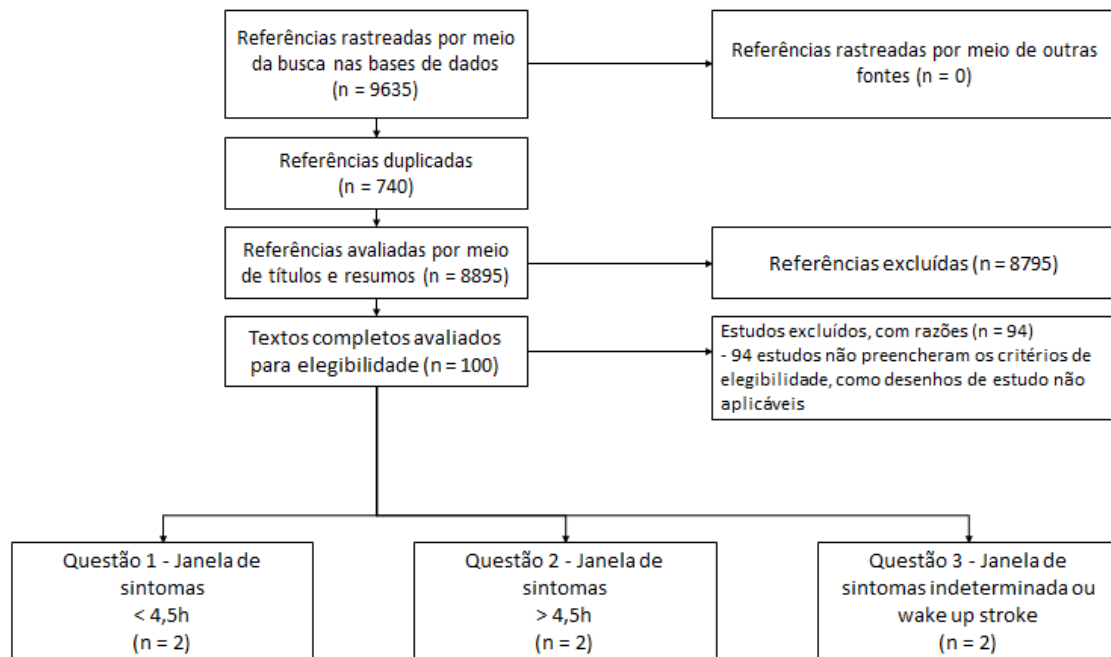 Referências rastreadas por meio
da busca nas bases de dados
(n = 9635)
Referências rastreadas por meio de outras
fontes (n = 0)
Referências duplicadas
(n = 740)
Referências avaliadas por meio
de títulos e resumos (n = 8895)
Referências excluídas (n = 8795)
Textos completos avaliados
para elegibilidade (n = 100)
Estudos excluídos, com razões (n = 94)
- 94 estudos não preencheram os critérios de
elegibilidade, como desenhos de estudo não
aplicáveis
Questão 1 - Janela de
sintomas
< 4,5h
(n = 2)
Questão 2 - Janela de
sintomas
> 4,5h
(n = 2)
Questão 3 - Janela de
sintomas indeterminada ou
wake up stroke
(n = 2)